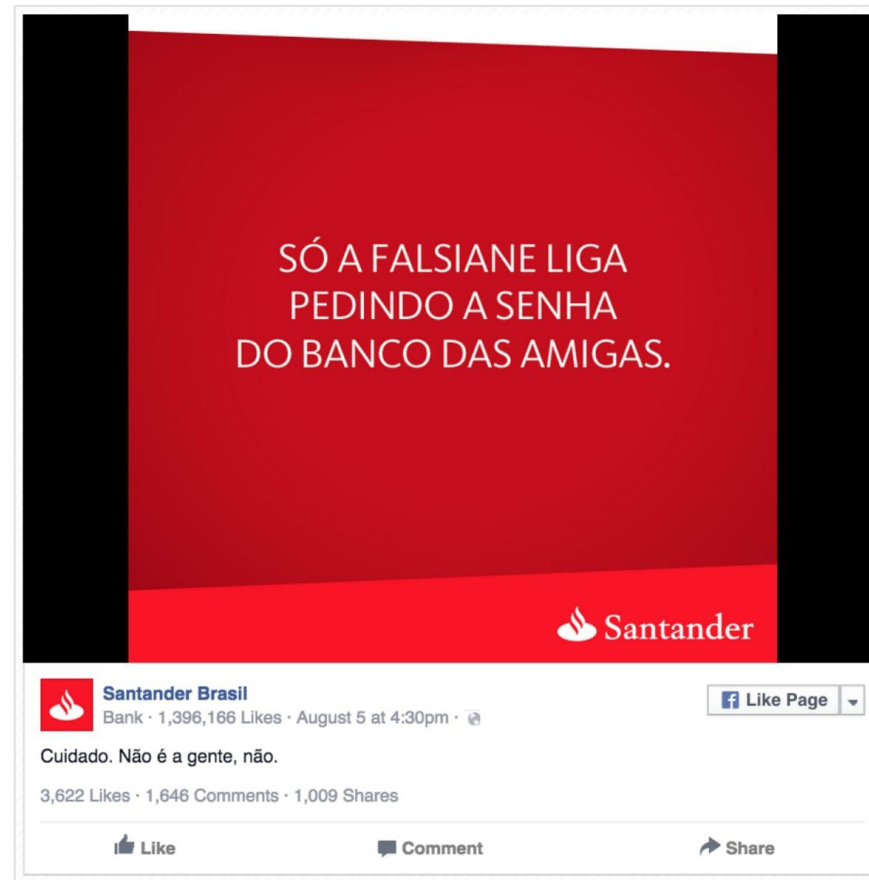 SÓ A FALSIANE LIGA
PEDINDO A SENHA
DO BANCO DAS AMIGAS.
Santander
Santander Brasil
Like Page
Bank · 1,396,166 Likes · August 5 at 4:30pm ·
Cuidado. Não é a gente, não.
3,622 Likes · 1,646 Comments · 1,009 Shares
Like Comment Share